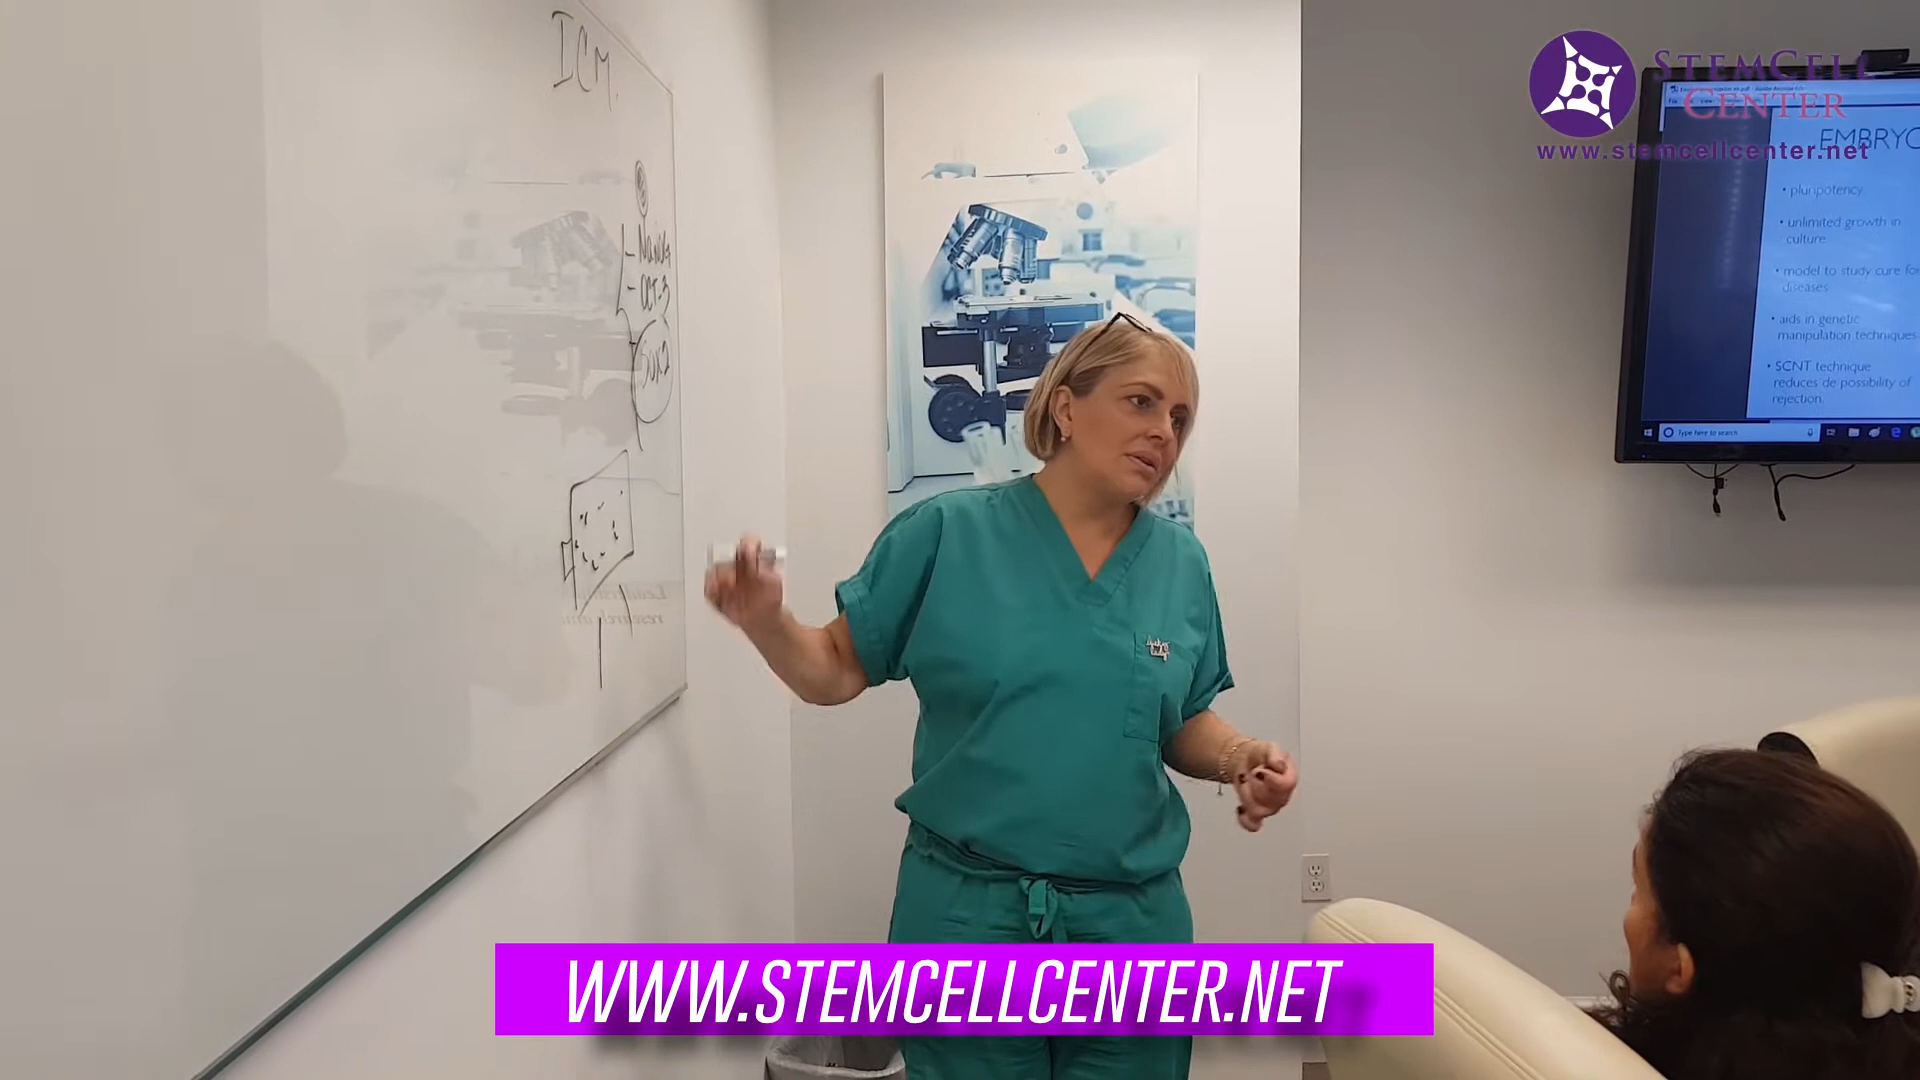 ICM.
- OCT-3
SOX2
STEMCELL
CENTER
www.stemcellcenter.net
EMBRYO
• pluripotency
• unlimited growth in
culture
• model to study cure for
diseases
• aids in genetic
manipulation techniques
• SCNT technique
reduces de possibility of
rejection.
Type here to search
WWW.STEMCELLCENTER.NET